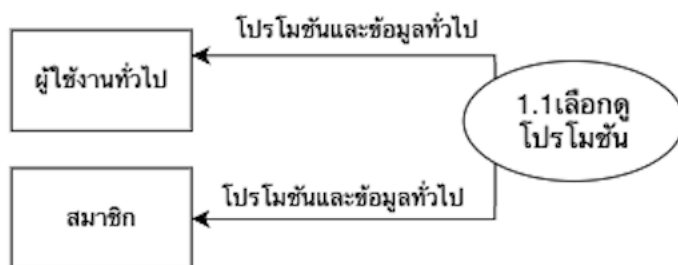 โปรโมชันและข้อมูลทั่วไป
ผู้ใช้งานทั่วไป
1.1เลือกดู
โปรโมชัน
โปรโมชันและข้อมูลทั่วไป
สมาชิก